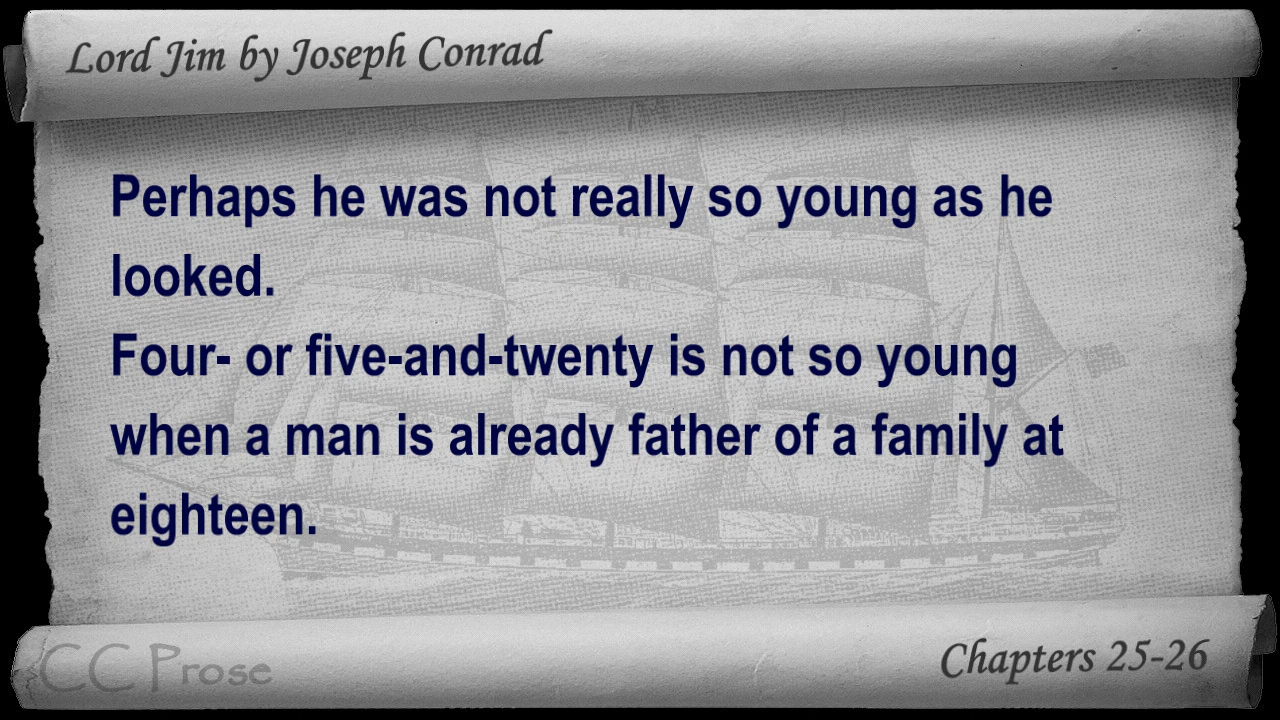 Lord Jim by Joseph Conrad
Perhaps he was not really so young as he
looked.
Four- or five-and-twenty is not so young
when a man is already father of a family at
eighteen.
CC Prose
Chapters 25-26